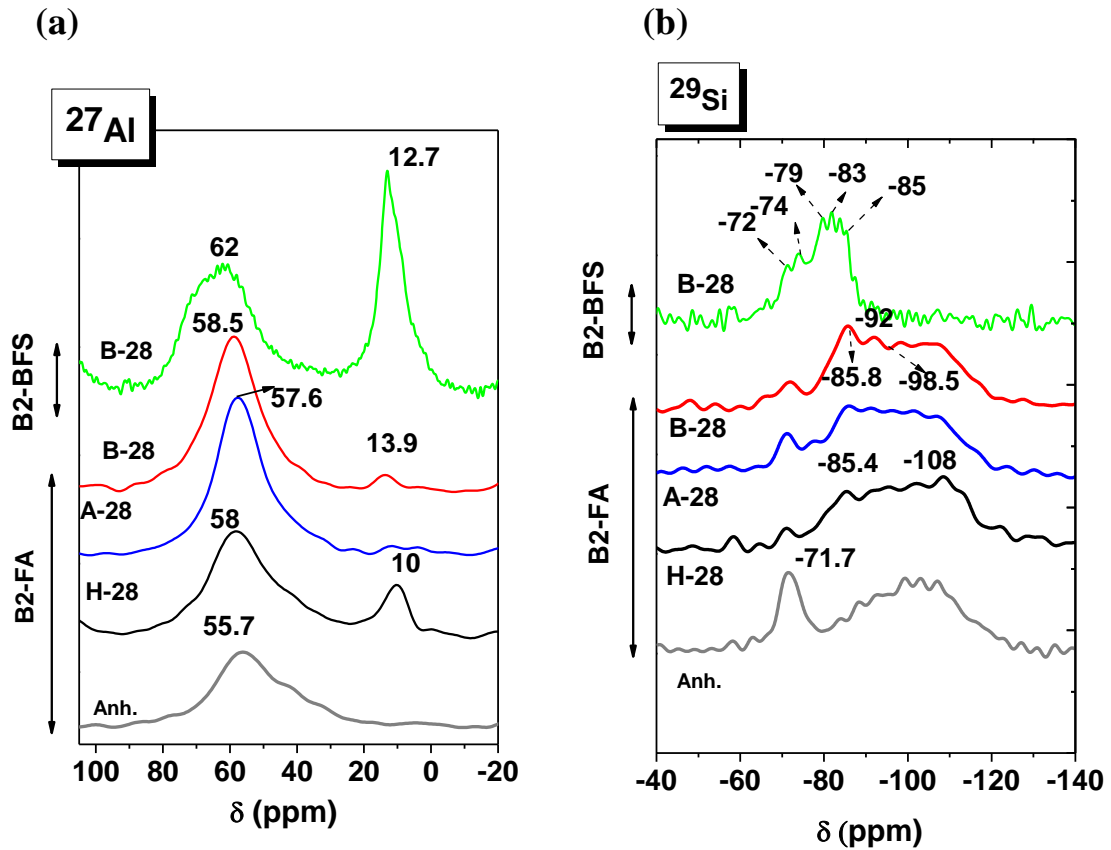 (a)
27Al
12.7
62
58.5
B-28
57.6
B-28
13.9
A-28
58
H-28
10
55.7
Anh.
B2-BFS
B2-FA
100 80 60 40 20 0 -20
δ (ppm)
(b)
29Si
-79 -83
-74 -85
-72
B-28
-92
-85.8 -98.5
B-28
-85.4 -108
A-28
H-28
-71.7
Anh.
B2-BFS
B2-FA
-40 -60 -80 -100 -120 -140
δ (ppm)